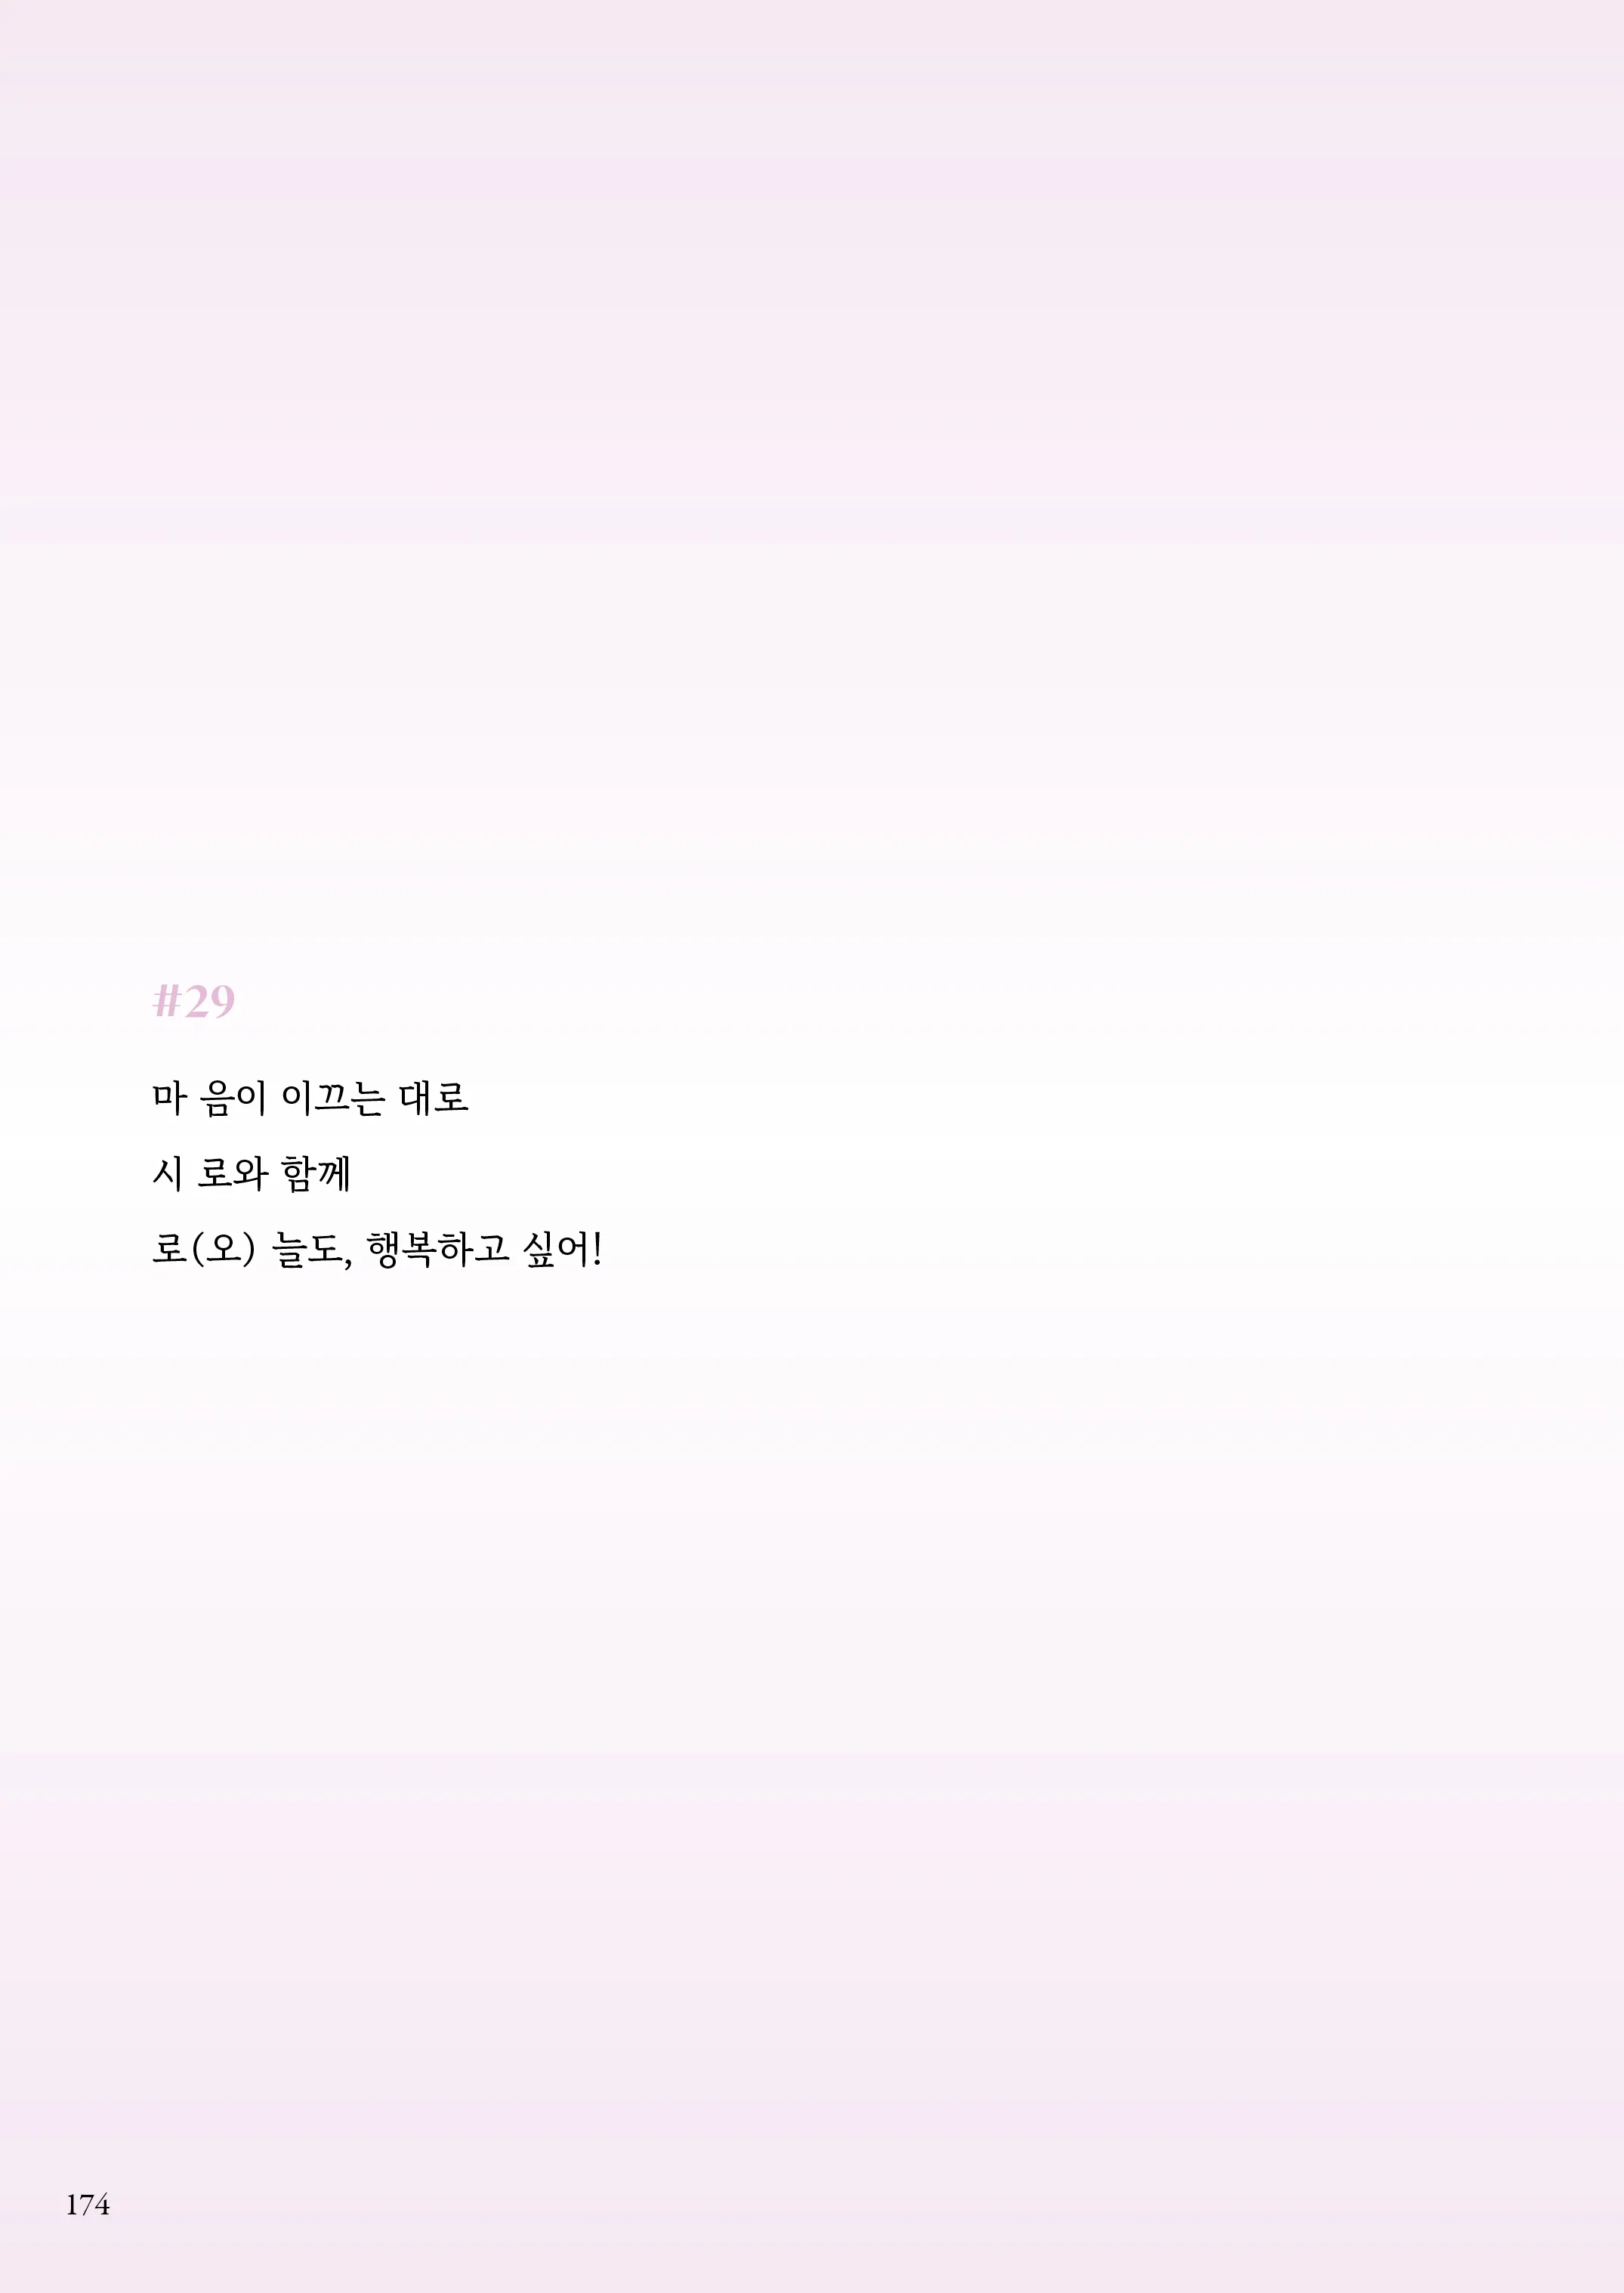 #29
마 음이 이끄는 대로
시 로와 함께
로(오) 늘도, 행복하고 싶어!
174